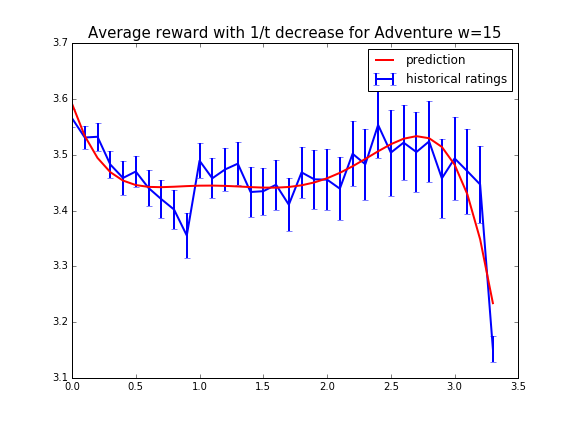 Average reward with 1/t decrease for Adventure w=15
3.7
3.6
3.5
3.4
3.3
3.2
3.1
prediction
historical ratings
0.0 0.5 1.0 1.5 2.0 2.5 3.0 3.5